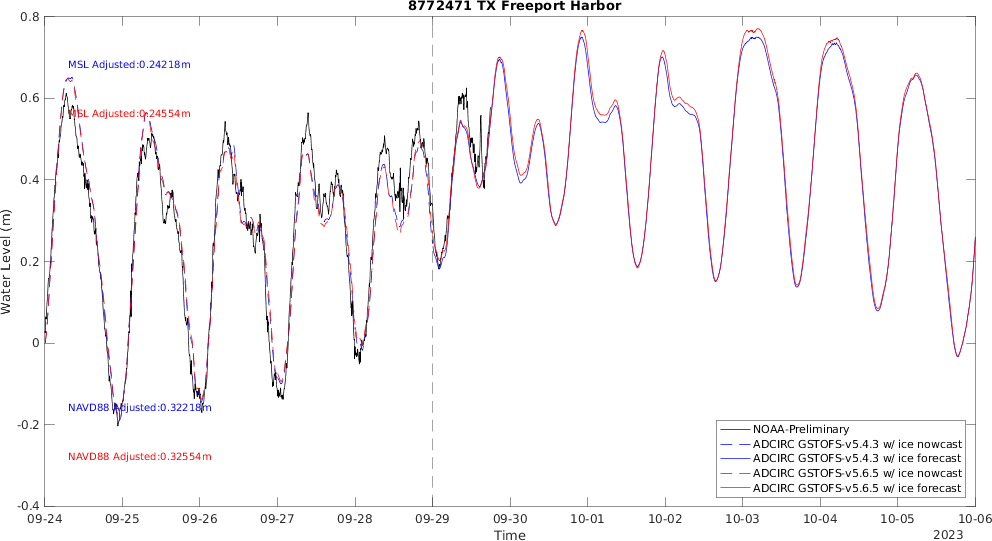 8772471 TX Freeport Harbor
0.8
0.6
0.4
0.2
0
-0.2
-0.4
Water Level (m)
MSL Adjusted:0.24218m
MSL Adjusted:0.24554m
NAVD88 Adjusted:0.32218m
NAVD88 Adjusted:0.32554m
NOAA-Preliminary
ADCIRC GSTOFS-v5.4.3 w/ ice nowcast
ADCIRC GSTOFS-v5.4.3 w/ ice forecast
ADCIRC GSTOFS-v5.6.5 w/ ice nowcast
ADCIRC GSTOFS-v5.6.5 w/ ice forecast
09-24 09-25 09-26 09-27 09-28 09-29 09-30 10-01 10-02 10-03 10-04 10-05 10-06
Time
2023